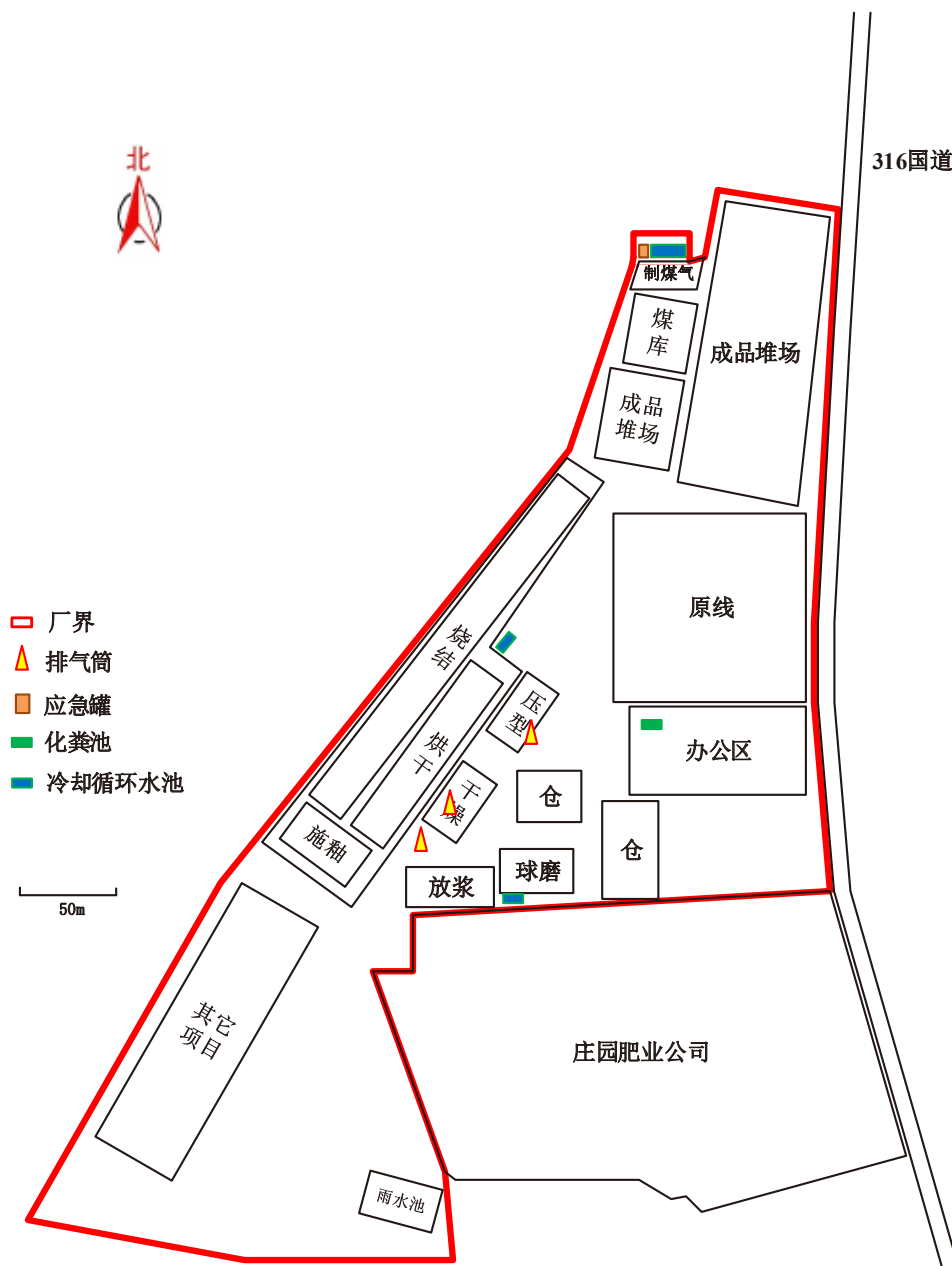 北
316国道
制煤气
煤
库
成品堆场
成品
堆场
原线
烧
结
厂界
排气筒
应急罐
化粪池
冷却循环水池
压
型
办公区
烘
干
干
燥
仓
仓
施釉
球磨
放浆
50m
其它
项目
庄园肥业公司
雨水池